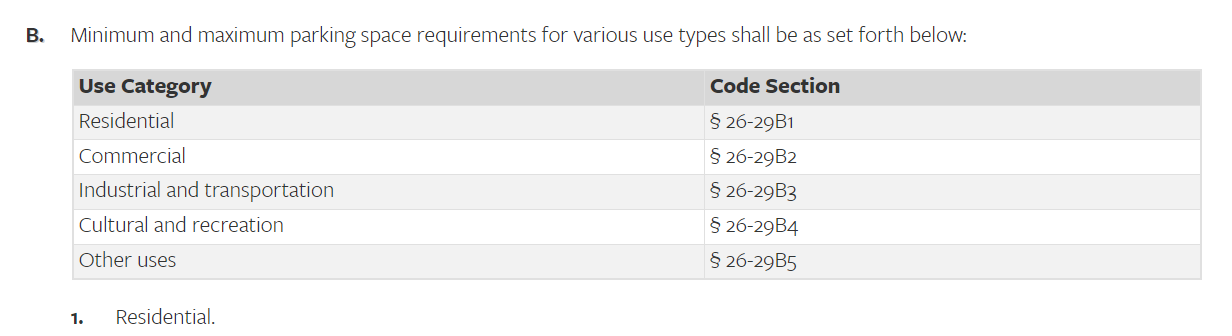 B. Minimum and maximum parking space requirements for various use types shall be as set forth below:
Use Category Code Section
Residential § 26-29B1
Commercial § 26-29B2
Industrial and transportation § 26-29B3
Cultural and recreation § 26-29B4
Other uses § 26-29B5
1. Residential.